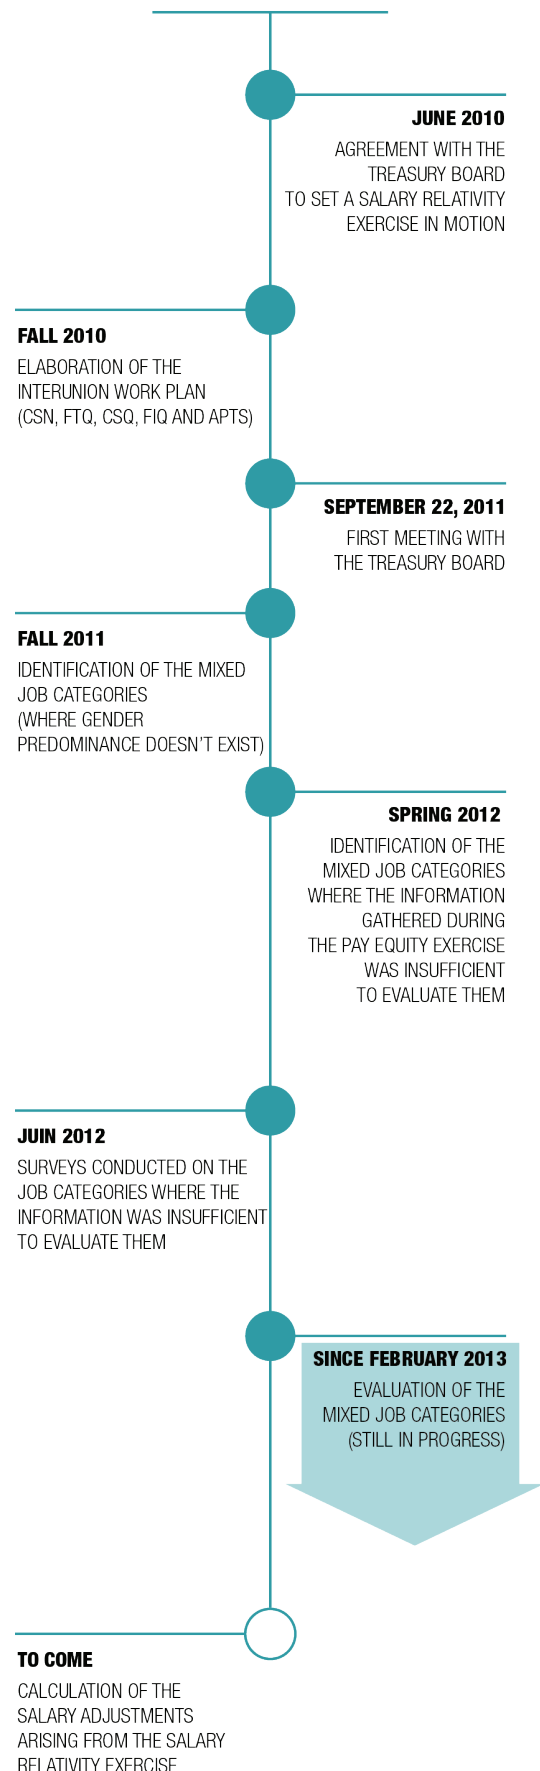 JUNE 2010
AGREEMENT WITH THE
TREASURY BOARD
TO SET A SALARY RELATIVITY
EXERCISE IN MOTION
FALL 2010
ELABORATION OF THE
INTERUNION WORK PLAN
(CSN, FTQ, CSQ, FIQ AND APTS)
SEPTEMBER 22, 2011
FIRST MEETING WITH
THE TREASURY BOARD
FALL 2011
IDENTIFICATION OF THE MIXED
JOB CATEGORIES
(WHERE GENDER
PREDOMINANCE DOESN'T EXIST)
SPRING 2012
IDENTIFICATION OF THE
MIXED JOB CATEGORIES
WHERE THE INFORMATION
GATHERED DURING
THE PAY EQUITY EXERCISE
WAS INSUFFICIENT
TO EVALUATE THEM
JUIN 2012
SURVEYS CONDUCTED ON THE
JOB CATEGORIES WHERE THE
INFORMATION WAS INSUFFICIENT
TO EVALUATE THEM
SINCE FEBRUARY 2013
EVALUATION OF THE
MIXED JOB CATEGORIES
(STILL IN PROGRESS)
TO COME
CALCULATION OF THE
SALARY ADJUSTMENTS
ARISING FROM THE SALARY
RELATIVITY EXERCISE